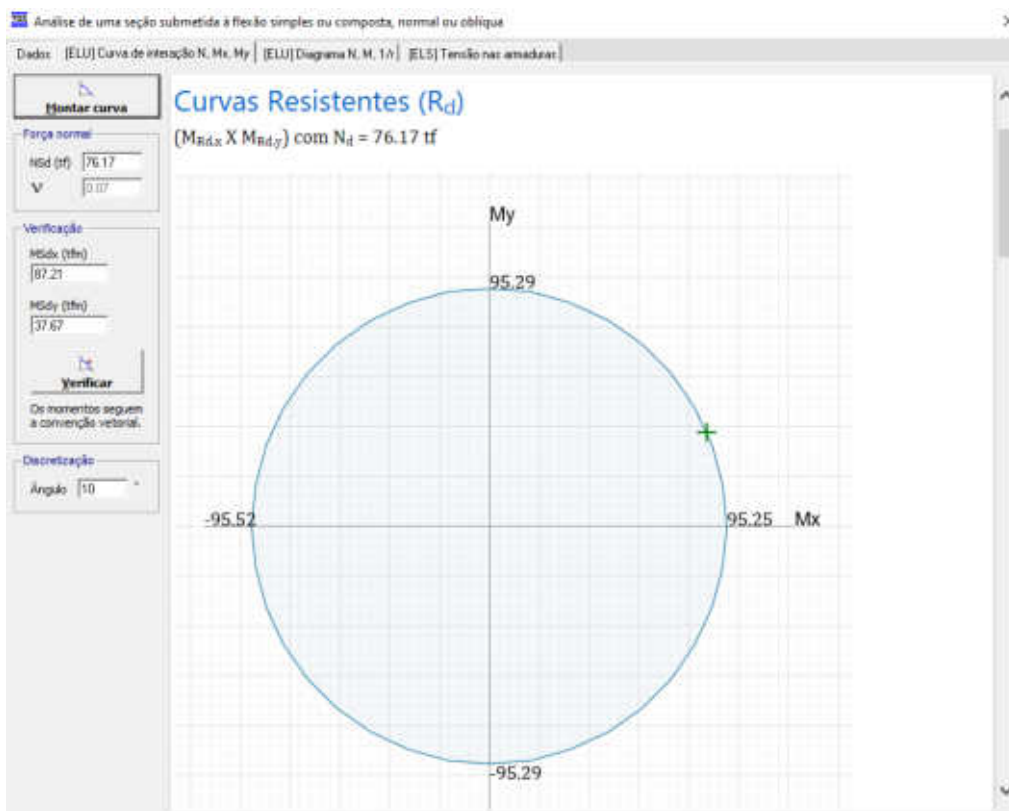 Análise de uma seção submetida à flexão simples ou composta, normal ou oblíqua
Dados [ELU] Curva de interação N, Mx, My [ELU] Diagrama N, M, 1/r [ELS] Tensão nas armaduras
Montar curva
Força normal
NSd (tf) 76.17
ν 0.07
Verificação
MSdx (tfm)
87.21
MSdy (tfm)
37.67
Verificar
Os momentos seguem
a convenção vetorial.
Discretização
Ângulo 10 °
Curvas Resistentes (Rd)
(MRd,x X MRd,y) com Nd = 76.17 tf
My
95.29
-95.52
95.25 Mx
-95.29